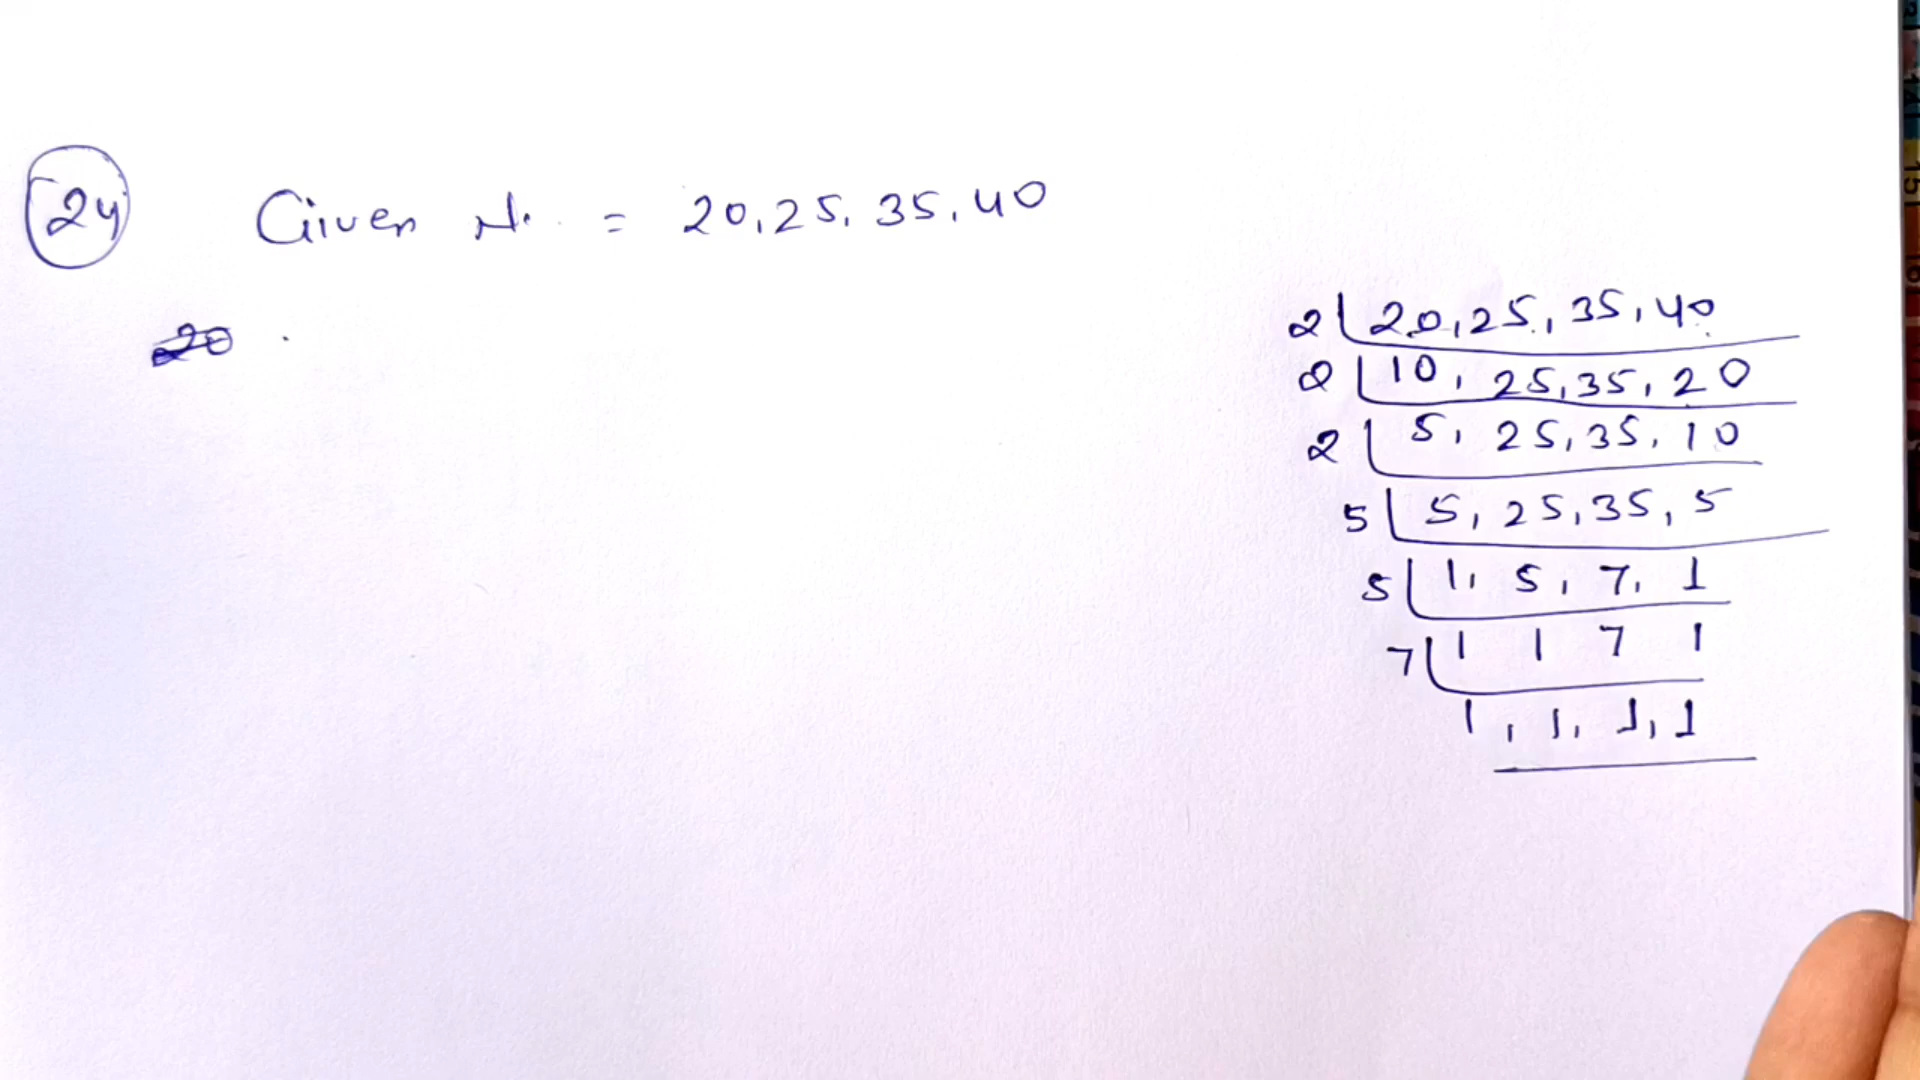 24 Given N. = 20, 25, 35, 40
20 .
2 | 20, 25, 35, 40
2 | 10, 25, 35, 20
2 | 5, 25, 35, 10
5 | 5, 25, 35, 5
5 | 1, 5, 7, 1
7 | 1 1 7 1
1, 1, 1, 1